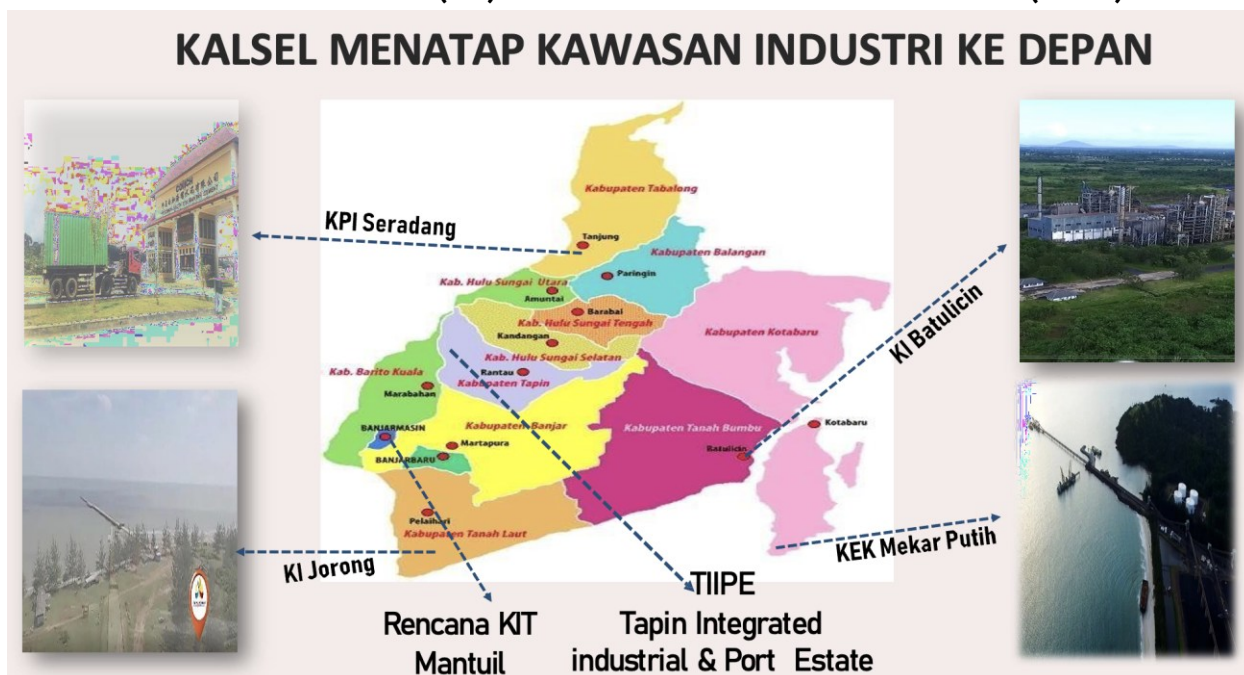 KALSEL MENATAP KAWASAN INDUSTRI KE DEPAN
CONCH
KPI Seradang
Kabupaten Tabalong
Tanjung
Kabupaten Balangan
Paringin
Kab. Hulu Sungai Utara
Amuntai
Barabai
Kab. Hulu Sungai Tengah
Kandangan
Kab. Hulu Sungai Selatan
Rantau
Kabupaten Tapin
Kab. Barito Kuala
Marabahan
Kabupaten Kotabaru
KI Batulicin
BANJARMASIN
Kabupaten Banjar
Martapura
BANJARBARU
Kabupaten Tanah Bumbu
Batulicin
Kotabaru
Pelaihari
Kabupaten Tanah Laut
KI Jorong
KEK Mekar Putih
Rencana KIT
Mantuil
TIIPE
Tapin Integrated
industrial & Port Estate